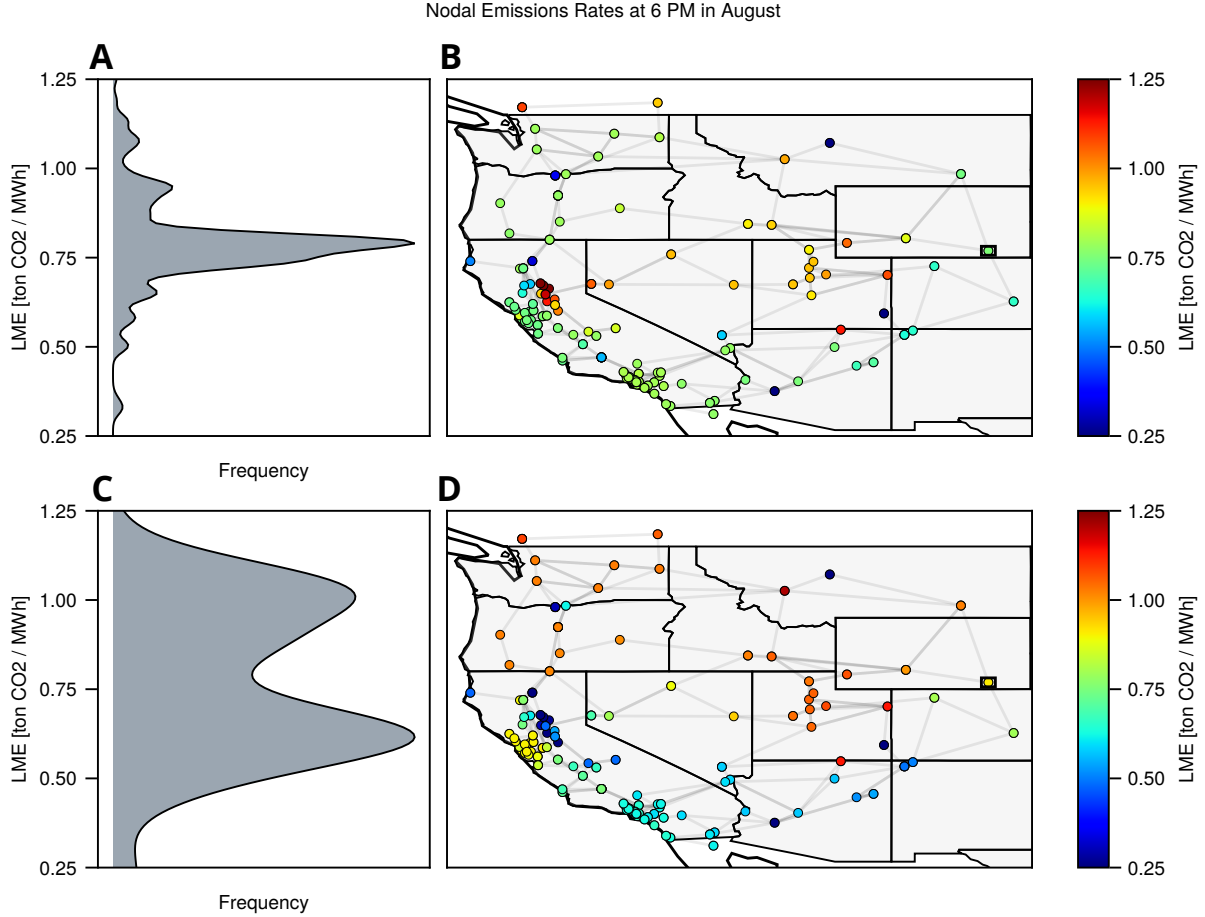 Nodal Emissions Rates at 6 PM in August
A
B
1.25
1.00
0.75
0.50
0.25
LME [ton CO2 / MWh]
Frequency
1.25
1.00
0.75
0.50
0.25
LME [ton CO2 / MWh]
C
D
1.25
1.00
0.75
0.50
0.25
LME [ton CO2 / MWh]
Frequency
1.25
1.00
0.75
0.50
0.25
LME [ton CO2 / MWh]